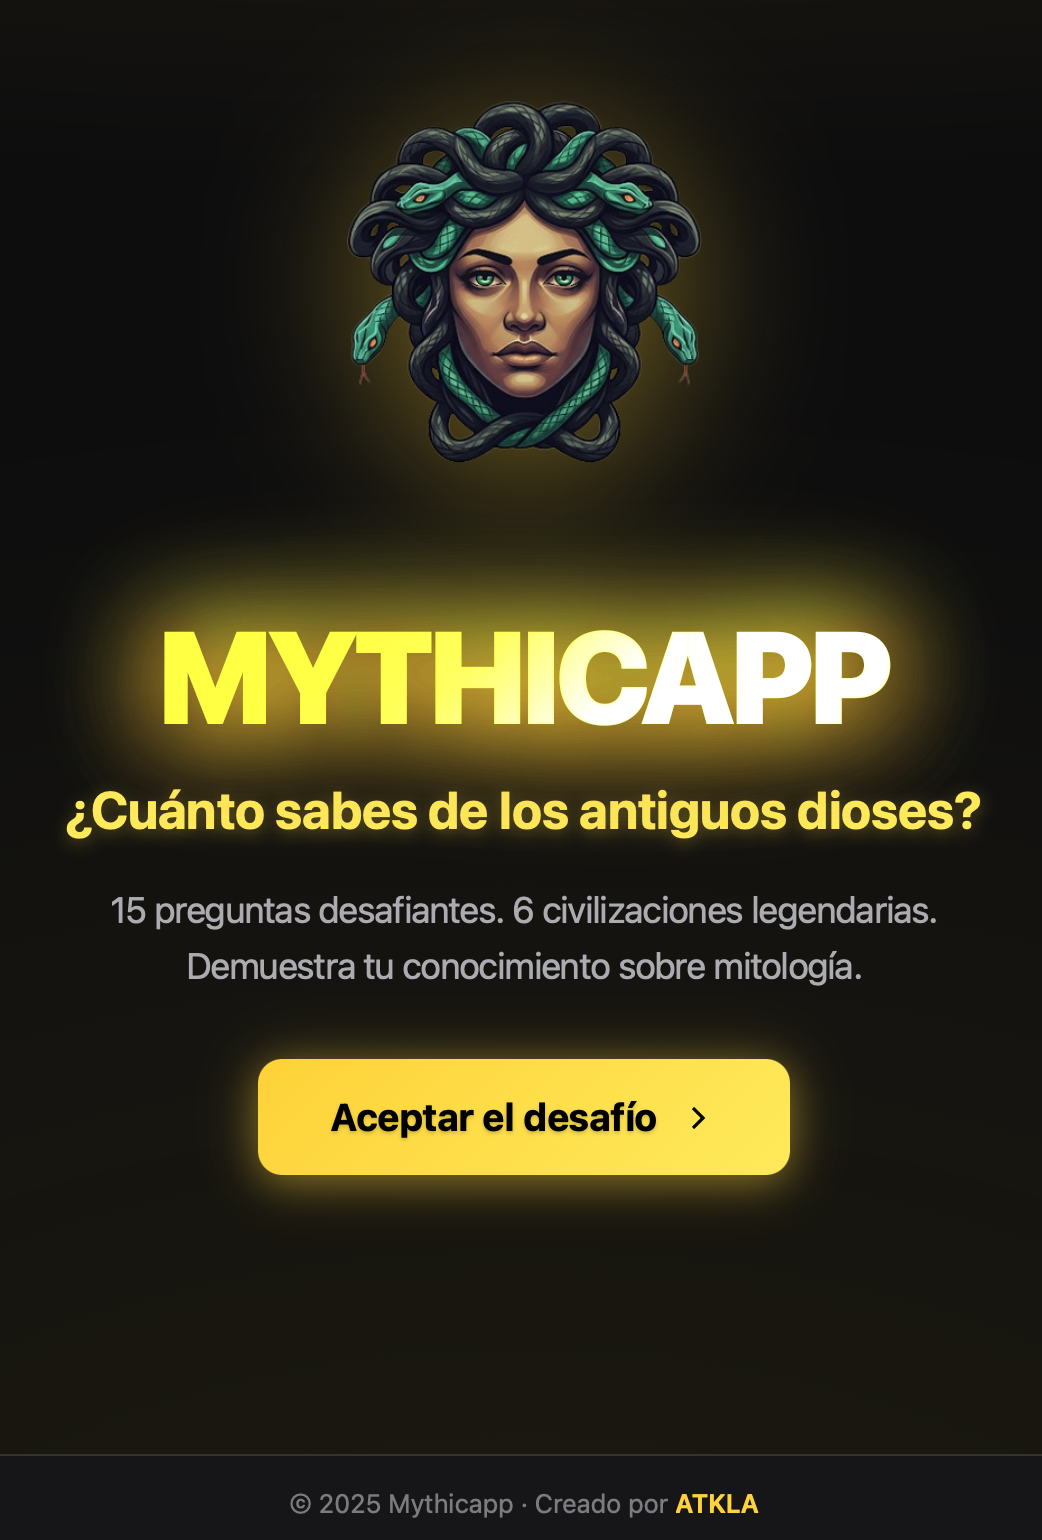 MYTHICAPP
¿Cuánto sabes de los antiguos dioses?
15 preguntas desafiantes. 6 civilizaciones legendarias.
Demuestra tu conocimiento sobre mitología.
Aceptar el desafío
© 2025 Mythicapp · Creado por ATKLA